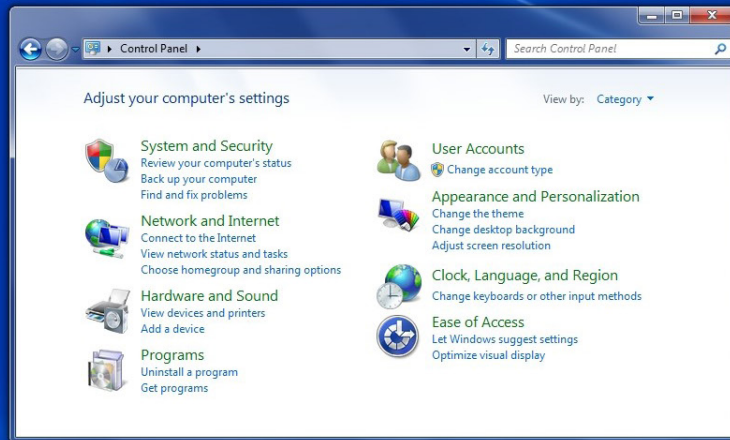 Control Panel
Search Control Panel
Adjust your computer's settings
View by: Category
System and Security
Review your computer's status
Back up your computer
Find and fix problems
Network and Internet
Connect to the Internet
View network status and tasks
Choose homegroup and sharing options
Hardware and Sound
View devices and printers
Add a device
Programs
Uninstall a program
Get programs
User Accounts
Change account type
Appearance and Personalization
Change the theme
Change desktop background
Adjust screen resolution
Clock, Language, and Region
Change keyboards or other input methods
Ease of Access
Let Windows suggest settings
Optimize visual display